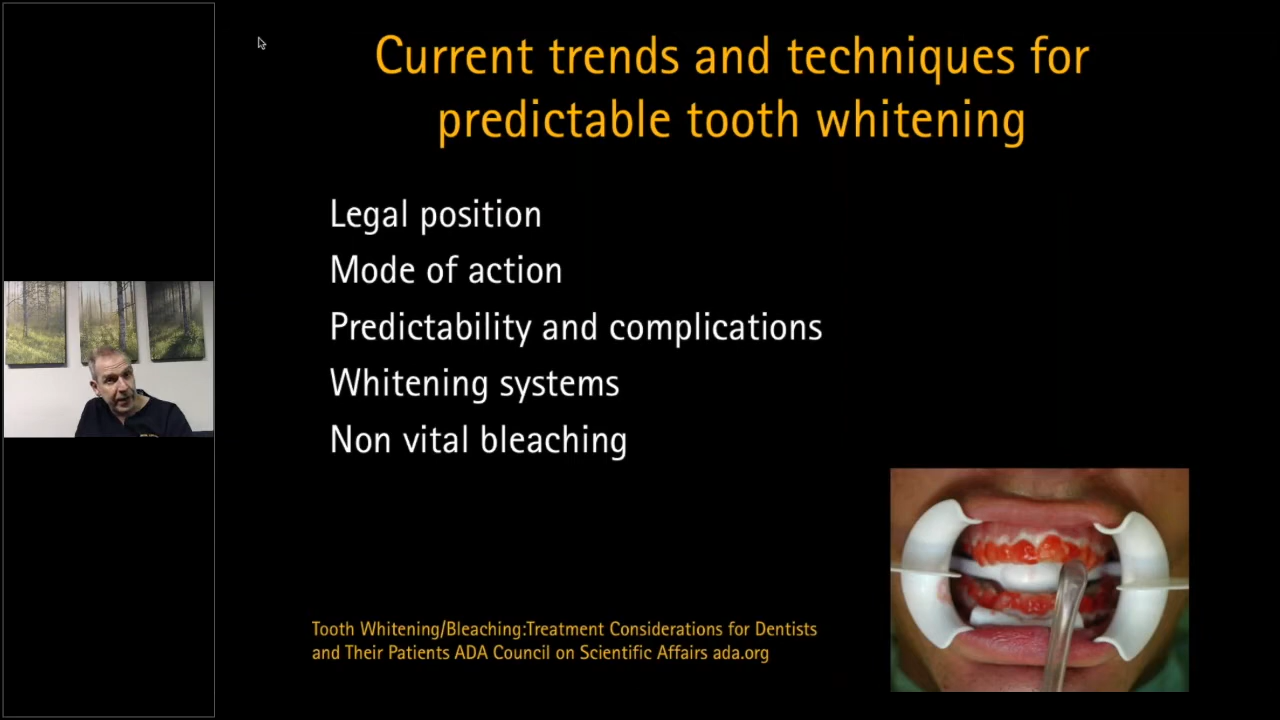 Current trends and techniques for
predictable tooth whitening
Legal position
Mode of action
Predictability and complications
Whitening systems
Non vital bleaching
Tooth Whitening/Bleaching:Treatment Considerations for Dentists
and Their Patients ADA Council on Scientific Affairs ada.org